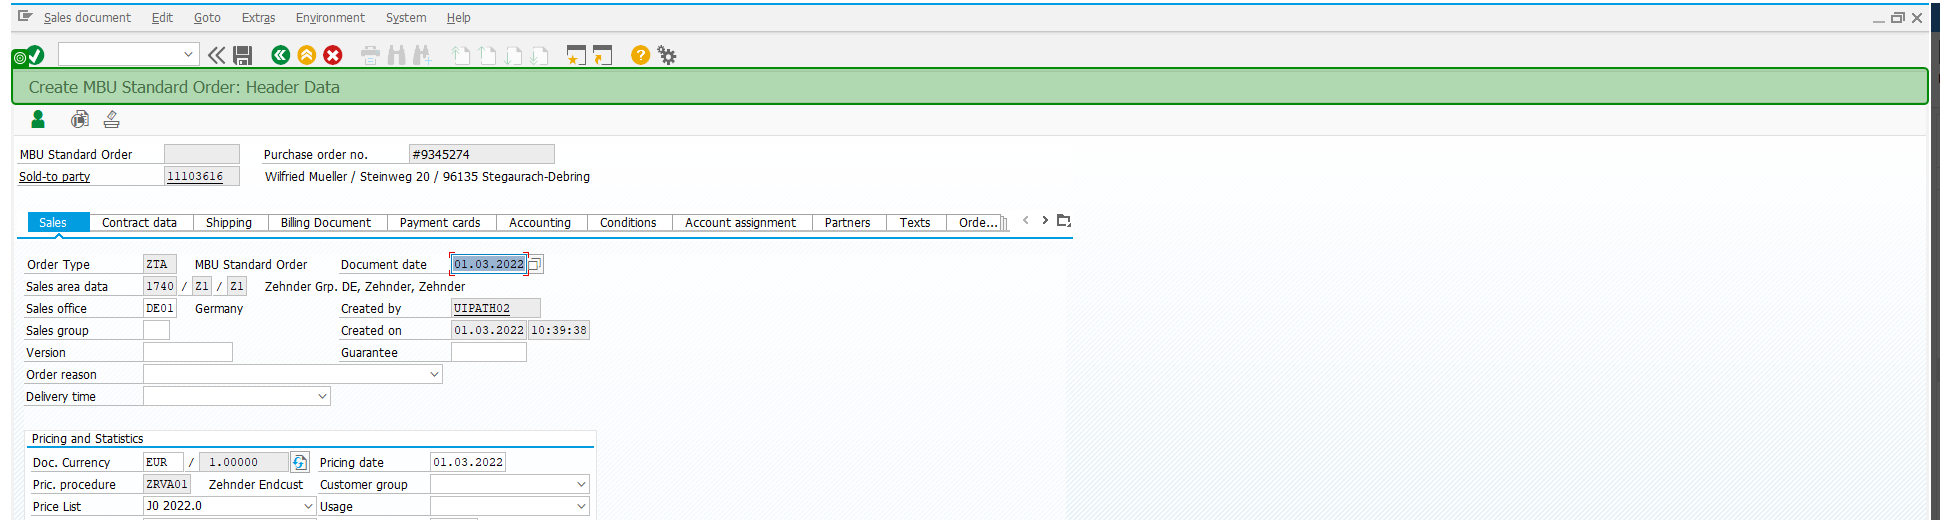 Sales document Edit Goto Extras Environment System Help
Create MBU Standard Order: Header Data
MBU Standard Order Purchase order no. #9345274
Sold-to party 11103616 Wilfried Mueller / Steinweg 20 / 96135 Stegaurach-Debring
Sales Contract data Shipping Billing Document Payment cards Accounting Conditions Account assignment Partners Texts Orde...
Order Type ZTA MBU Standard Order Document date 01.03.2022
Sales area data 1740 / Z1 / Z1 Zehnder Grp. DE, Zehnder, Zehnder
Sales office DE01 Germany Created by UIPATH02
Sales group Created on 01.03.2022 10:39:38
Version Guarantee
Order reason
Delivery time
Pricing and Statistics
Doc. Currency EUR / 1.00000 Pricing date 01.03.2022
Pric. procedure ZRVA01 Zehnder Endcust Customer group
Price List J0 2022.0 Usage